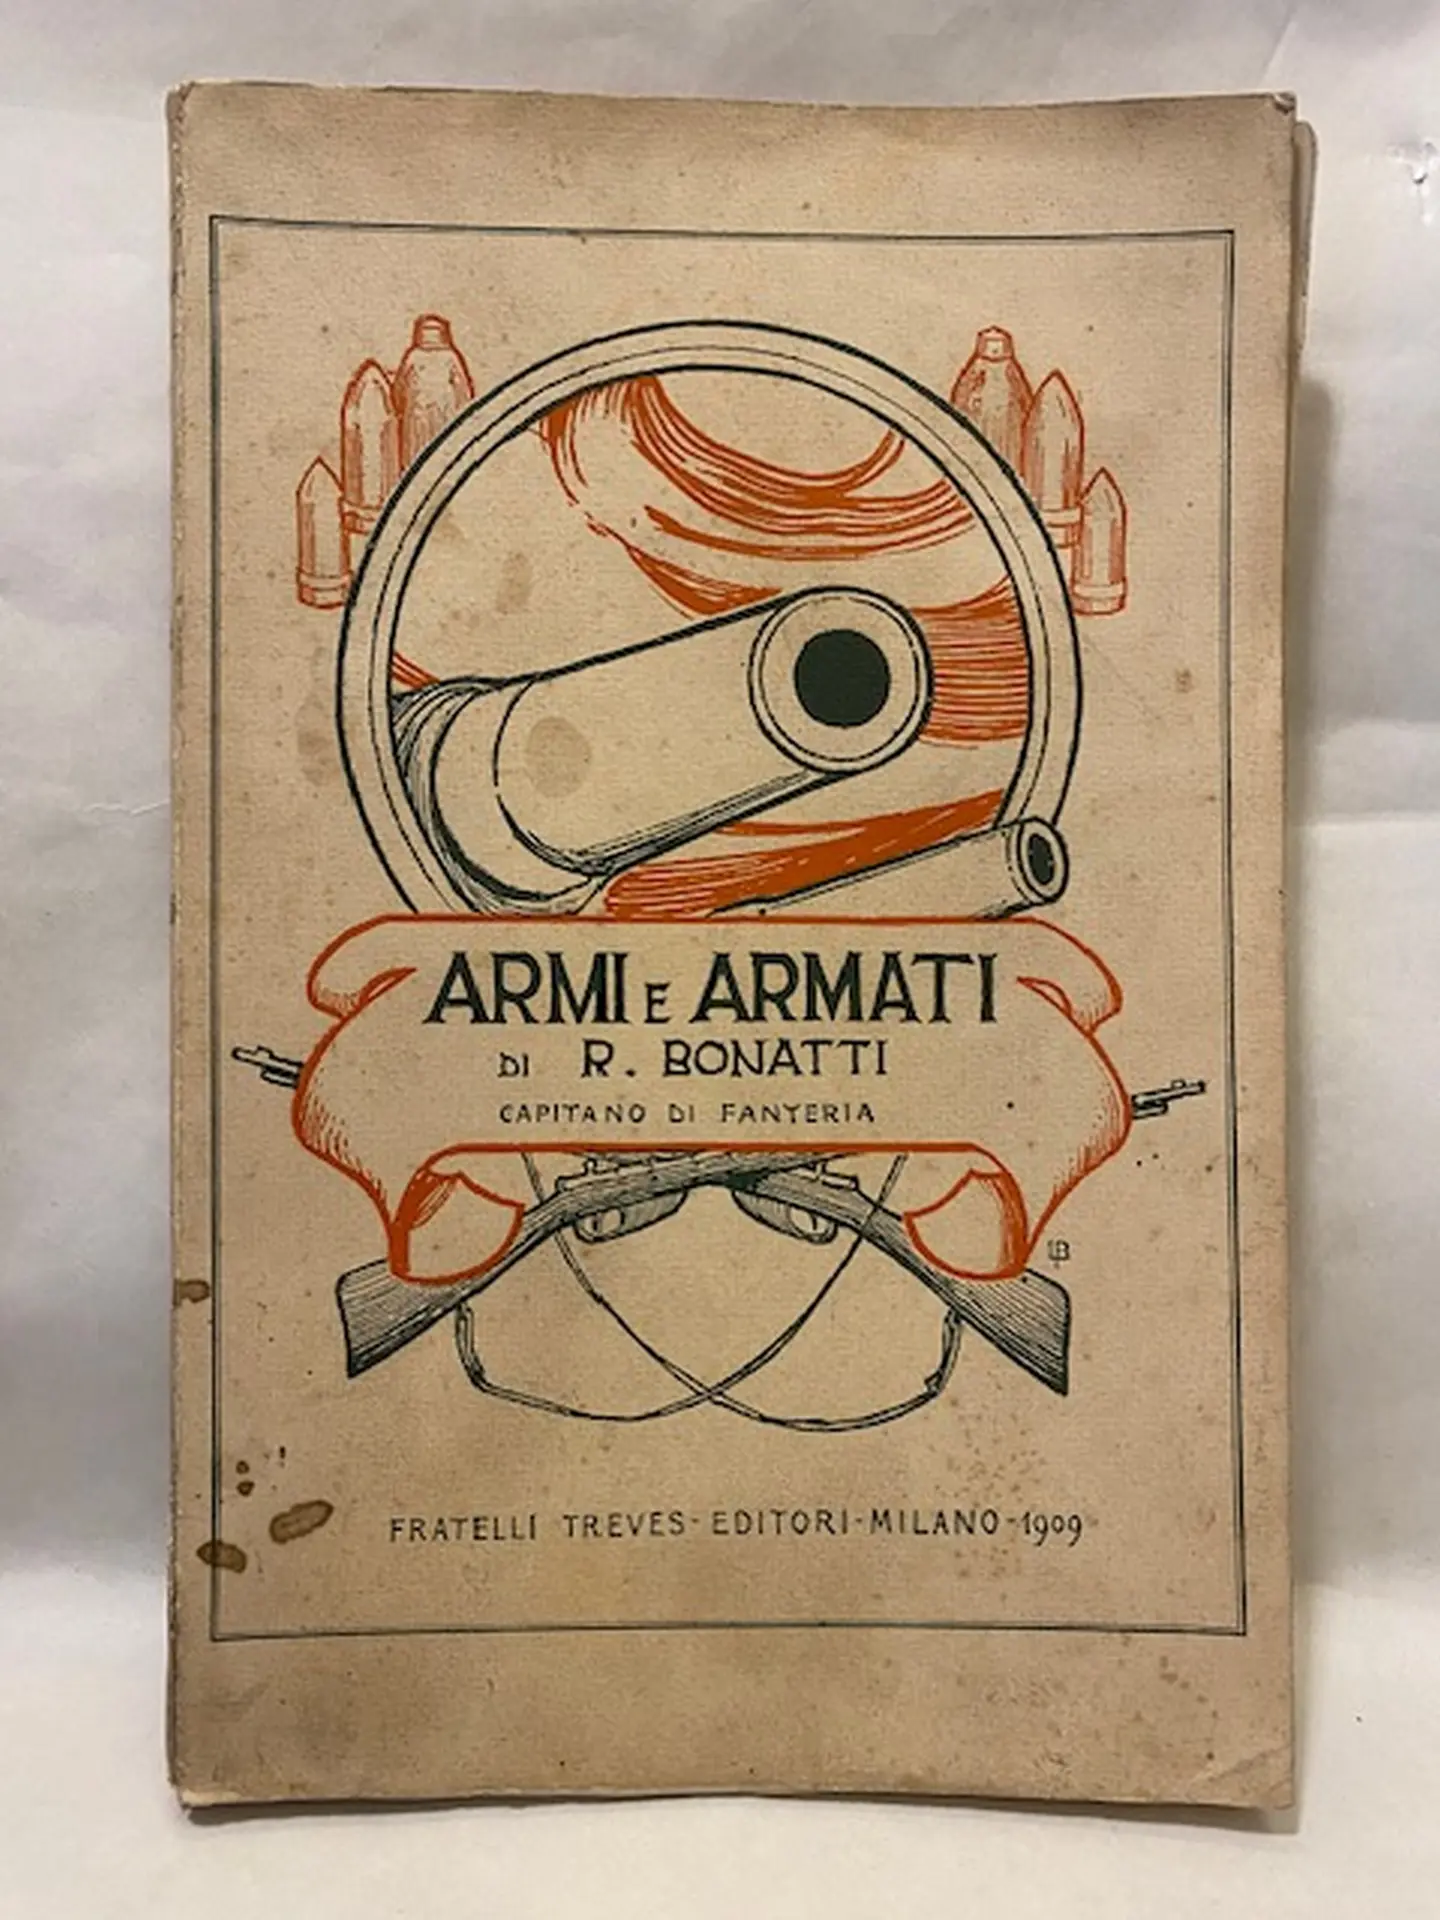 ARMI E ARMATI
DI R. BONATTI
CAPITANO DI FANTERIA
FRATELLI TREVES-EDITORI-MILANO-1909